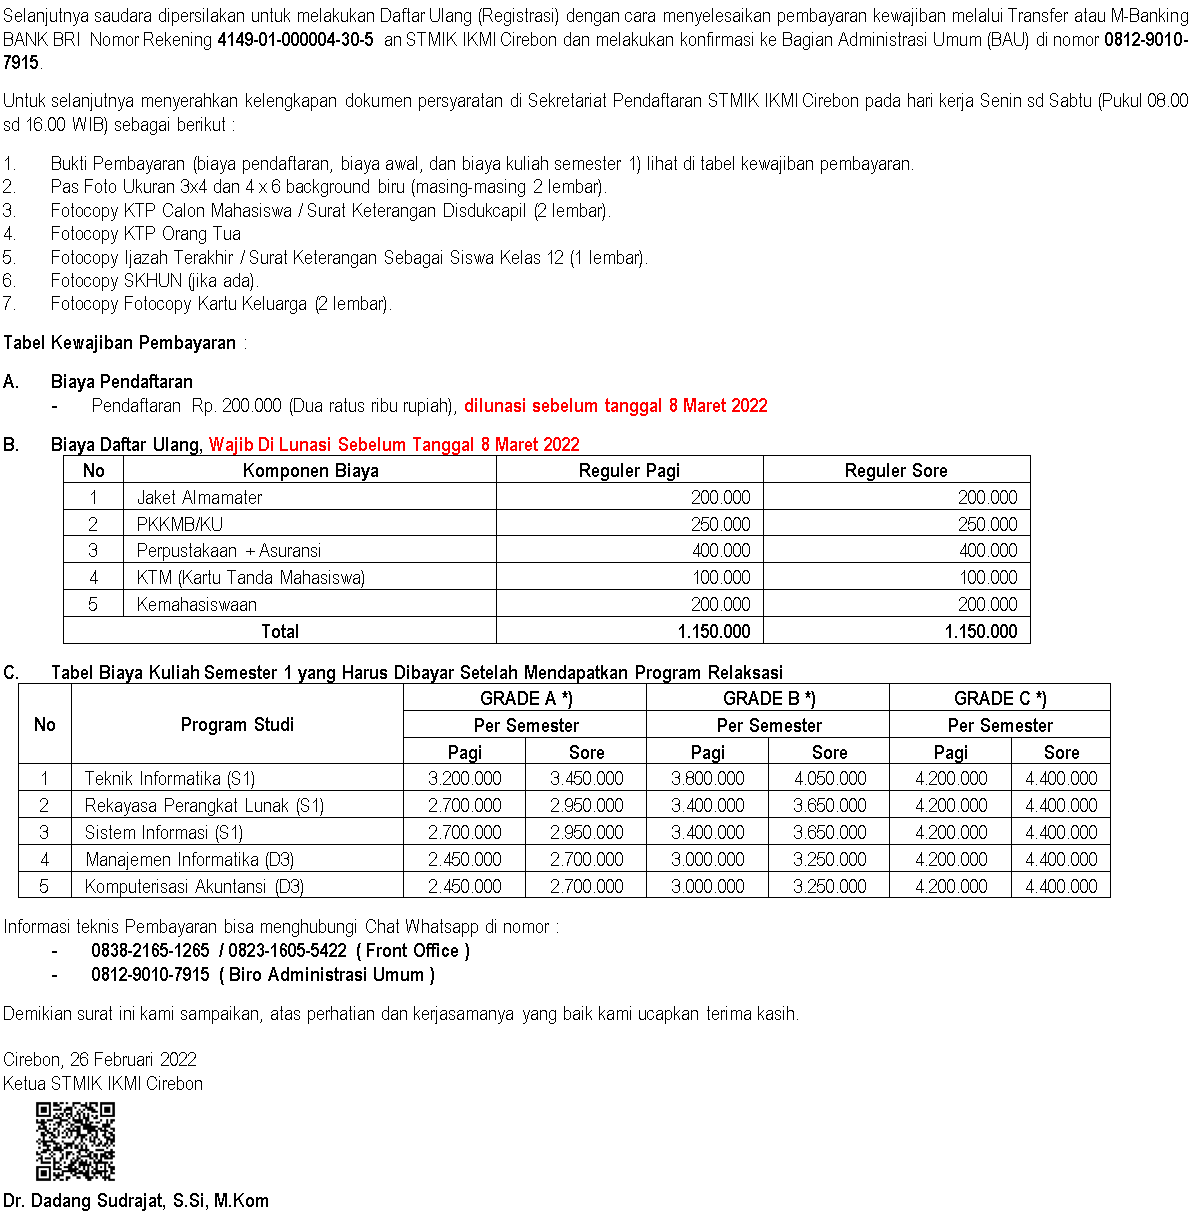 Selanjutnya saudara dipersilakan untuk melakukan Daftar Ulang (Registrasi) dengan cara menyelesaikan pembayaran kewajiban melalui Transfer atau M-Banking
BANK BRI Nomor Rekening 4149-01-000004-30-5 an STMIK IKMI Cirebon dan melakukan konfirmasi ke Bagian Administrasi Umum (BAU) di nomor 0812-9010-
7915.
Untuk selanjutnya menyerahkan kelengkapan dokumen persyaratan di Sekretariat Pendaftaran STMIK IKMI Cirebon pada hari kerja Senin sd Sabtu (Pukul 08.00
sd 16.00 WIB) sebagai berikut :
1. Bukti Pembayaran (biaya pendaftaran, biaya awal, dan biaya kuliah semester 1) lihat di tabel kewajiban pembayaran.
2. Pas Foto Ukuran 3x4 dan 4 x 6 background biru (masing-masing 2 lembar).
3. Fotocopy KTP Calon Mahasiswa / Surat Keterangan Disdukcapil (2 lembar).
4. Fotocopy KTP Orang Tua
5. Fotocopy Ijazah Terakhir / Surat Keterangan Sebagai Siswa Kelas 12 (1 lembar).
6. Fotocopy SKHUN (jika ada).
7. Fotocopy Fotocopy Kartu Keluarga (2 lembar).
Tabel Kewajiban Pembayaran :
A. Biaya Pendaftaran
- Pendaftaran Rp. 200.000 (Dua ratus ribu rupiah), dilunasi sebelum tanggal 8 Maret 2022
B. Biaya Daftar Ulang, Wajib Di Lunasi Sebelum Tanggal 8 Maret 2022
No Komponen Biaya Reguler Pagi Reguler Sore
1 Jaket Almamater 200.000 200.000
2 PKKMB/KU 250.000 250.000
3 Perpustakaan + Asuransi 400.000 400.000
4 KTM (Kartu Tanda Mahasiswa) 100.000 100.000
5 Kemahasiswaan 200.000 200.000
Total 1.150.000 1.150.000
C. Tabel Biaya Kuliah Semester 1 yang Harus Dibayar Setelah Mendapatkan Program Relaksasi
GRADE A *) GRADE B *) GRADE C *)
No Program Studi Per Semester Per Semester Per Semester
Pagi Sore Pagi Sore Pagi Sore
1 Teknik Informatika (S1) 3.200.000 3.450.000 3.800.000 4.050.000 4.200.000 4.400.000
2 Rekayasa Perangkat Lunak (S1) 2.700.000 2.950.000 3.400.000 3.650.000 4.200.000 4.400.000
3 Sistem Informasi (S1) 2.700.000 2.950.000 3.400.000 3.650.000 4.200.000 4.400.000
4 Manajemen Informatika (D3) 2.450.000 2.700.000 3.000.000 3.250.000 4.200.000 4.400.000
5 Komputerisasi Akuntansi (D3) 2.450.000 2.700.000 3.000.000 3.250.000 4.200.000 4.400.000
Informasi teknis Pembayaran bisa menghubungi Chat Whatsapp di nomor :
- 0838-2165-1265 / 0823-1605-5422 ( Front Office )
- 0812-9010-7915 ( Biro Administrasi Umum )
Demikian surat ini kami sampaikan, atas perhatian dan kerjasamanya yang baik kami ucapkan terima kasih.
Cirebon, 26 Februari 2022
Ketua STMIK IKMI Cirebon
Dr. Dadang Sudrajat, S.Si, M.Kom